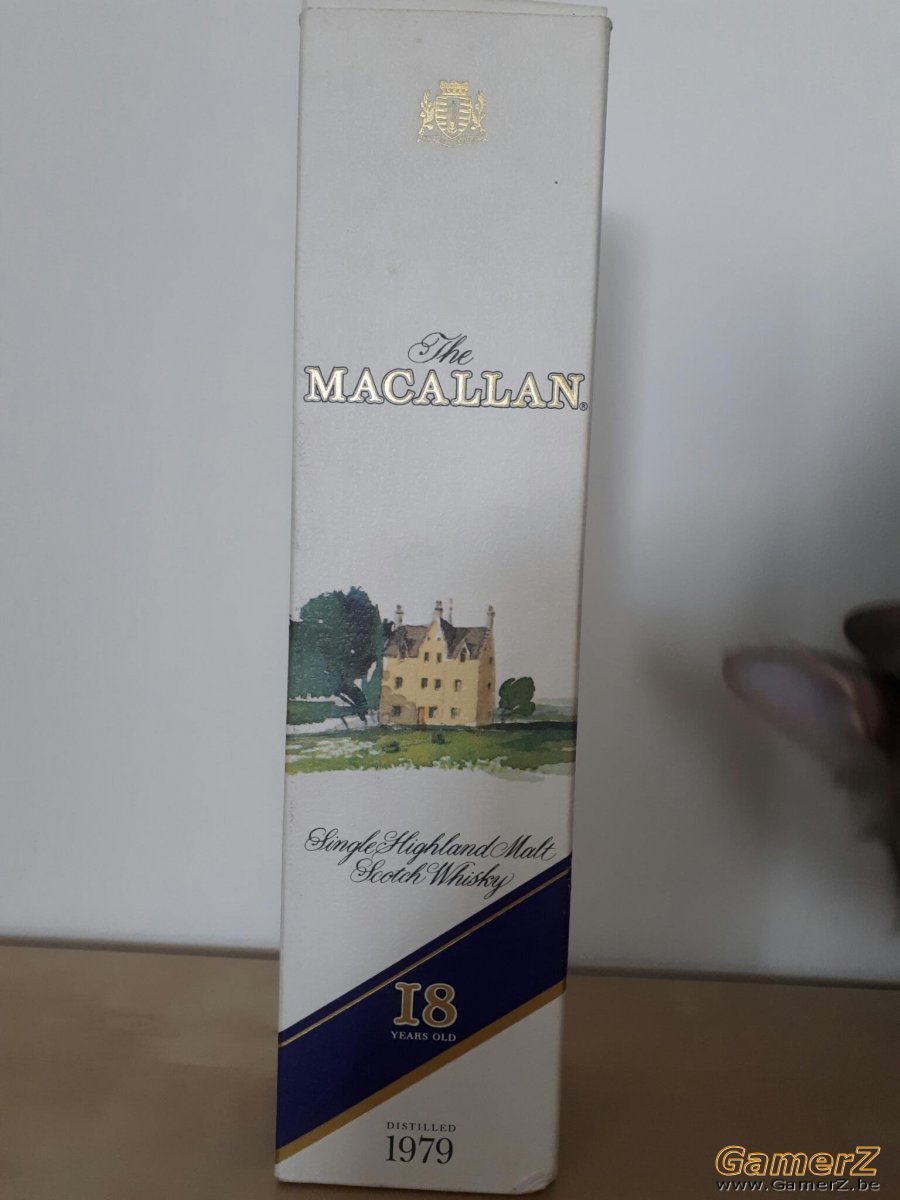 The
MACALLAN®
Single Highland Malt
Scotch Whisky
18
YEARS OLD
DISTILLED
1979
GamerZ
www.GamerZ.be